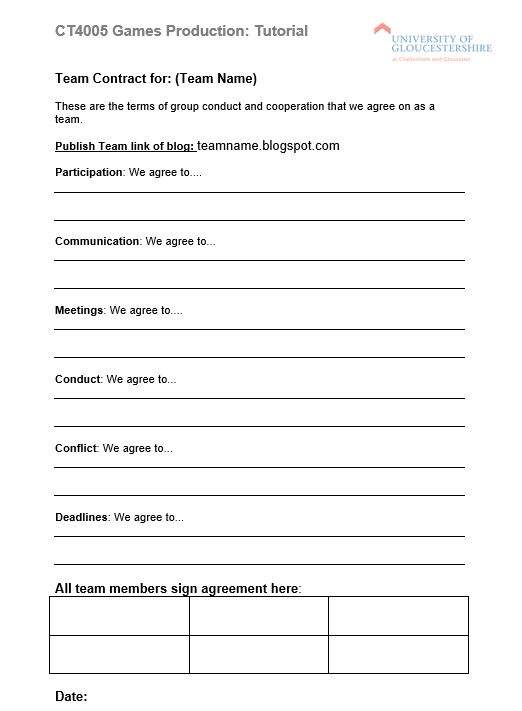 CT4005 Games Production: Tutorial
UNIVERSITY OF
GLOUCESTERSHIRE
at Cheltenham and Gloucester
Team Contract for: (Team Name)
These are the terms of group conduct and cooperation that we agree on as a
team.
Publish Team link of blog: teamname.blogspot.com
Participation: We agree to....
Communication: We agree to...
Meetings: We agree to....
Conduct: We agree to...
Conflict: We agree to...
Deadlines: We agree to...
All team members sign agreement here:
Date: